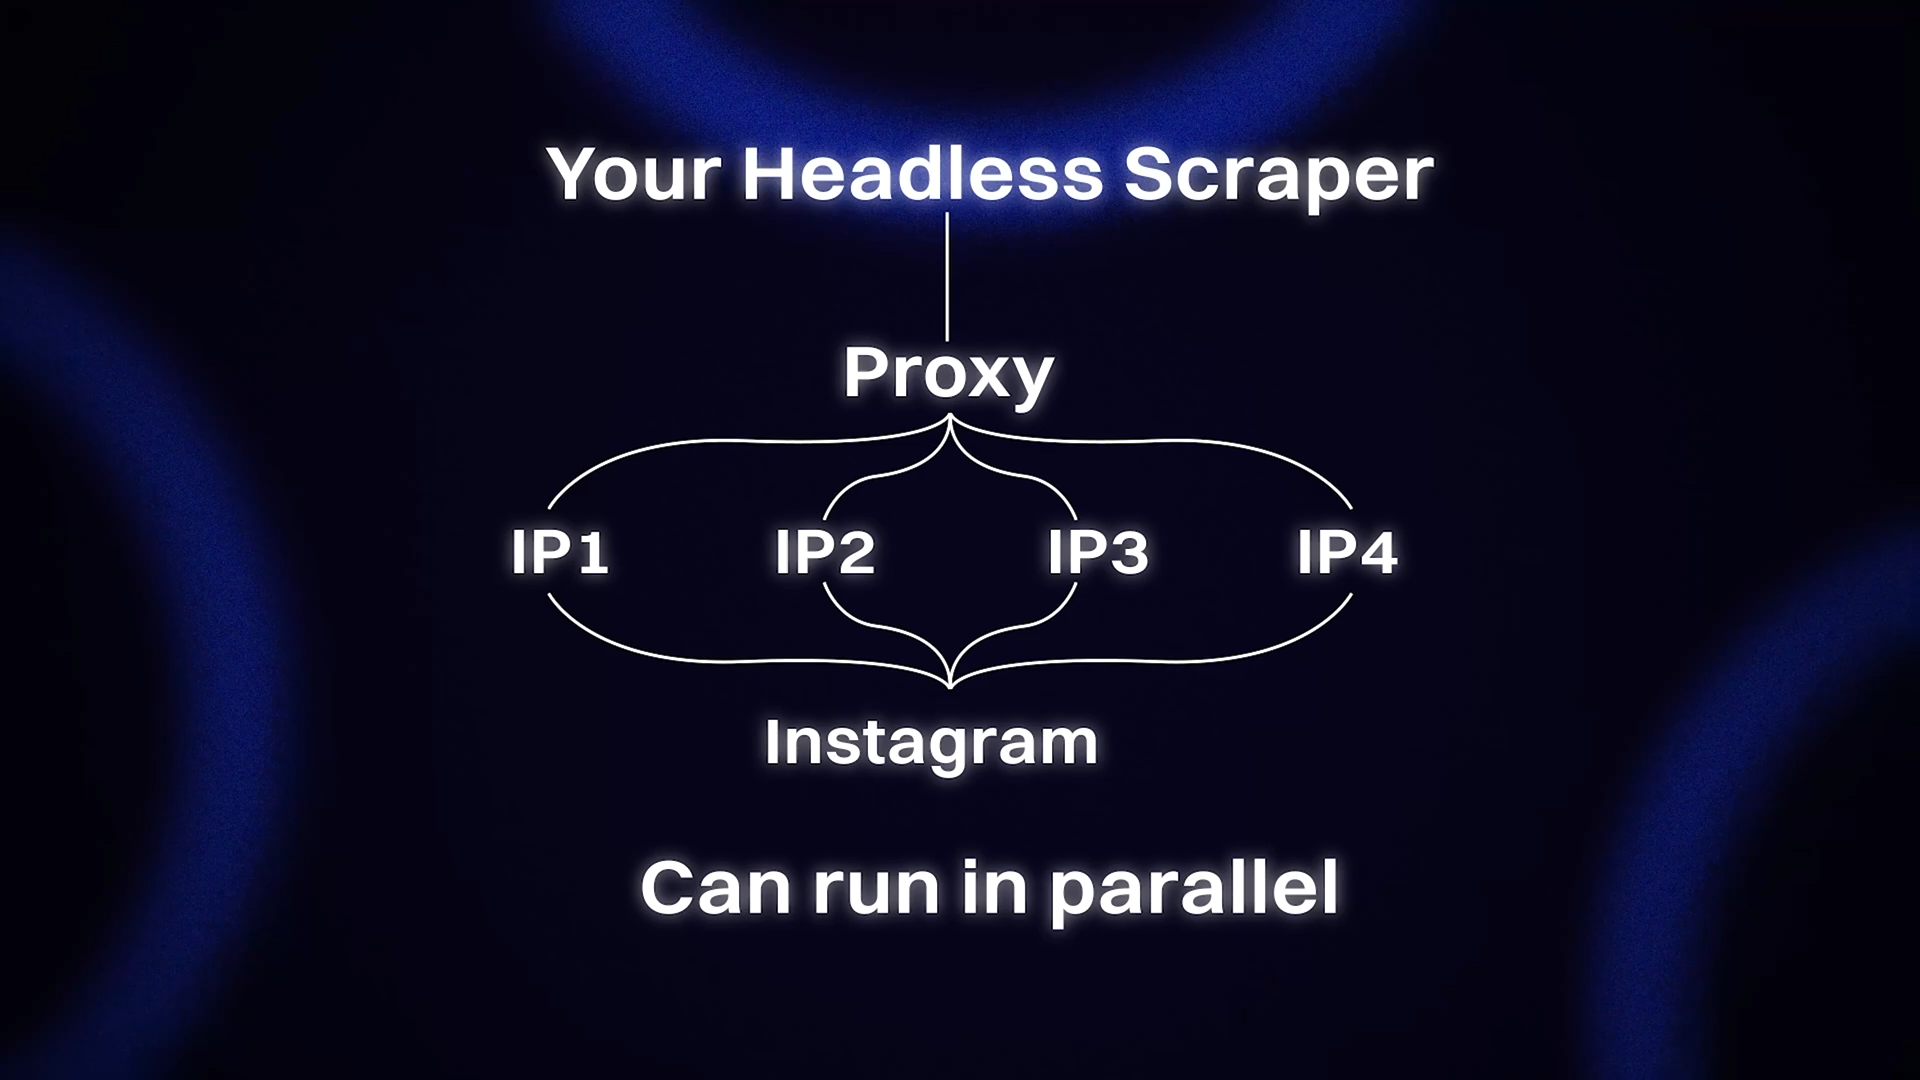 Your Headless Scraper
Proxy
IP1 IP2 IP3 IP4
Instagram
Can run in parallel